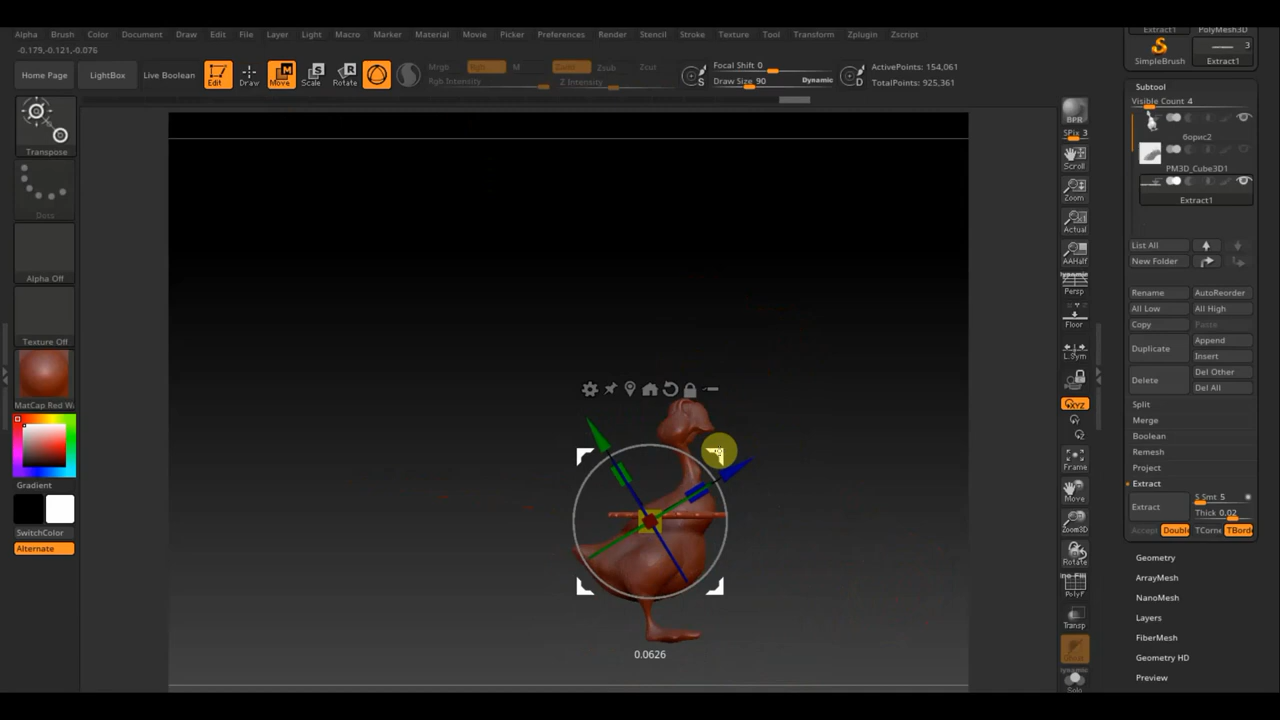 Alpha Brush Color Document Draw Edit File Layer Light Macro Marker Material Movie Picker Preferences Render Stencil Stroke Texture Tool Transform Zplugin Zscript
-0.179,-0.121,-0.076
Home Page
LightBox
Live Boolean
Edit
Draw
Move
Scale
Rotate
Mrgb
Rgb
M
Zsub
Zcut
Rgb Intensity
Z Intensity
Focal Shift 0
Draw Size 90
Dynamic
S
D
ActivePoints: 154,061
TotalPoints: 925,361
Transpose
Dots
Alpha Off
Texture Off
MatCap Red W
Gradient
SwitchColor
Alternate
0.0626
BPR
SPix 3
Scroll
Zoom
Actual
AAHalf
Persp
Floor
L.Sym
XYZ
Y
Z
Frame
Move
Zoom3D
Rotate
PolyF
Transp
Solo
Extract1
PolyMesh3D
SimpleBrush
3
Extract1
Subtool
Visible Count 4
борис2
PM3D_Cube3D1
Extract1
List All
New Folder
Rename
AutoReorder
All Low
All High
Copy
Paste
Duplicate
Append
Insert
Delete
Del Other
Del All
Split
Merge
Boolean
Remesh
Project
Extract
Extract
S Smt 5
Thick 0.02
Accept
Double
TCorne
TBorde
Geometry
ArrayMesh
NanoMesh
Layers
FiberMesh
Geometry HD
Preview